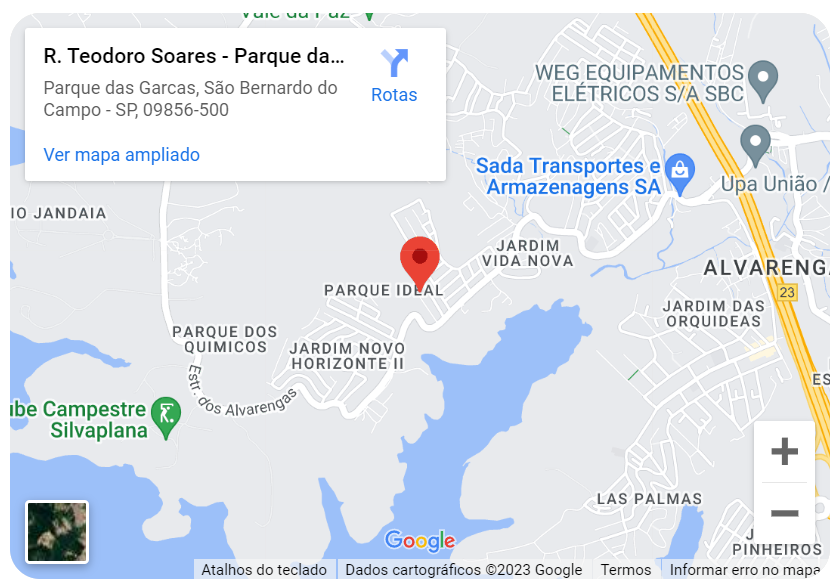 Vale da Paz
R. Teodoro Soares - Parque da...
Parque das Garcas, São Bernardo do
Campo - SP, 09856-500
Rotas
Ver mapa ampliado
WEG EQUIPAMENTOS
ELÉTRICOS S/A SBC
Sada Transportes e
Armazenagens SA
Upa União /
IO JANDAIA
JARDIM
VIDA NOVA
ALVARENGA
23
PARQUE IDEAL
JARDIM DAS
ORQUIDEAS
PARQUE DOS
QUIMICOS
JARDIM NOVO
HORIZONTE II
Estr. dos Alvarengas
ES
ube Campestre
Silvaplana
LAS PALMAS
J
PINHEIROS
Google
Atalhos do teclado
Dados cartográficos ©2023 Google
Termos
Informar erro no mapa